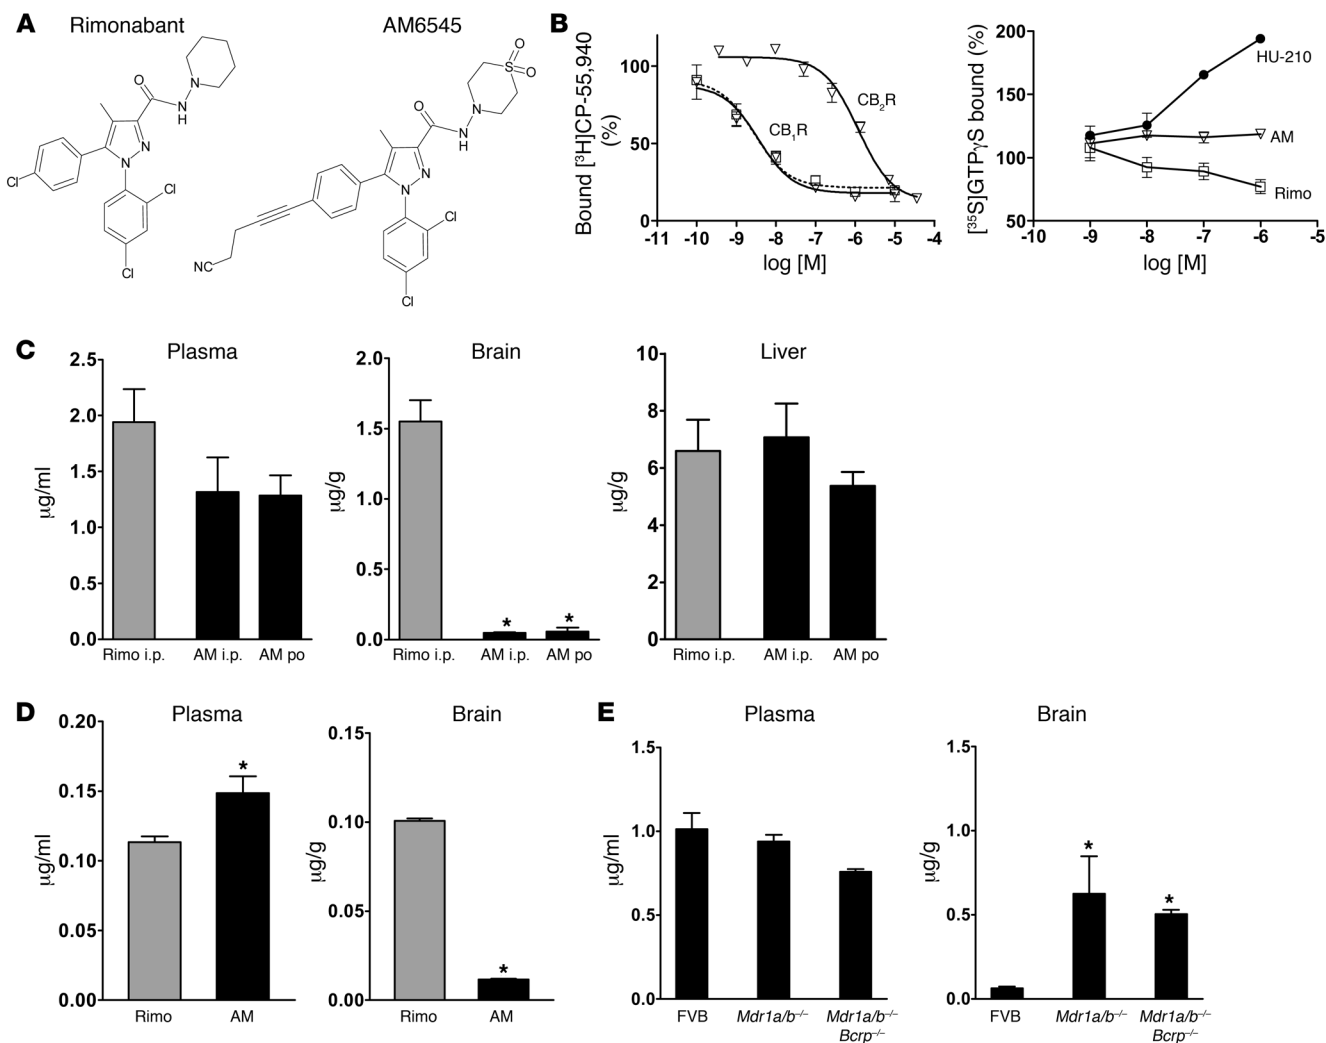 A
Rimonabant
AM6545
O
N
N
H
N
N
Cl
Cl
Cl
O
S
O
O
N
N
H
N
N
Cl
Cl
NC
B
Bound [³H]CP-55,940
(%)
100
50
0
CB₂R
CB₁R
-11 -10 -9 -8 -7 -6 -5 -4
log [M]
[³⁵S]GTPγS bound (%)
200
150
100
50
HU-210
AM
Rimo
-10 -9 -8 -7 -6 -5
log [M]
C
Plasma
µg/ml
2.5
2.0
1.5
1.0
0.5
0.0
Rimo i.p. AM i.p. AM po
Brain
µg/g
2.0
1.5
1.0
0.5
0.0
* *
Rimo i.p. AM i.p. AM po
Liver
µg/g
10
8
6
4
2
0
Rimo i.p. AM i.p. AM po
D
Plasma
µg/ml
0.20
0.15
0.10
0.05
0.00
*
Rimo AM
Brain
µg/g
0.15
0.10
0.05
0.00
*
Rimo AM
E
Plasma
µg/ml
1.5
1.0
0.5
0.0
FVB Mdr1a/b⁻/⁻ Mdr1a/b⁻/⁻
Bcrp⁻/⁻
Brain
µg/g
1.5
1.0
0.5
0.0
* *
FVB Mdr1a/b⁻/⁻ Mdr1a/b⁻/⁻
Bcrp⁻/⁻